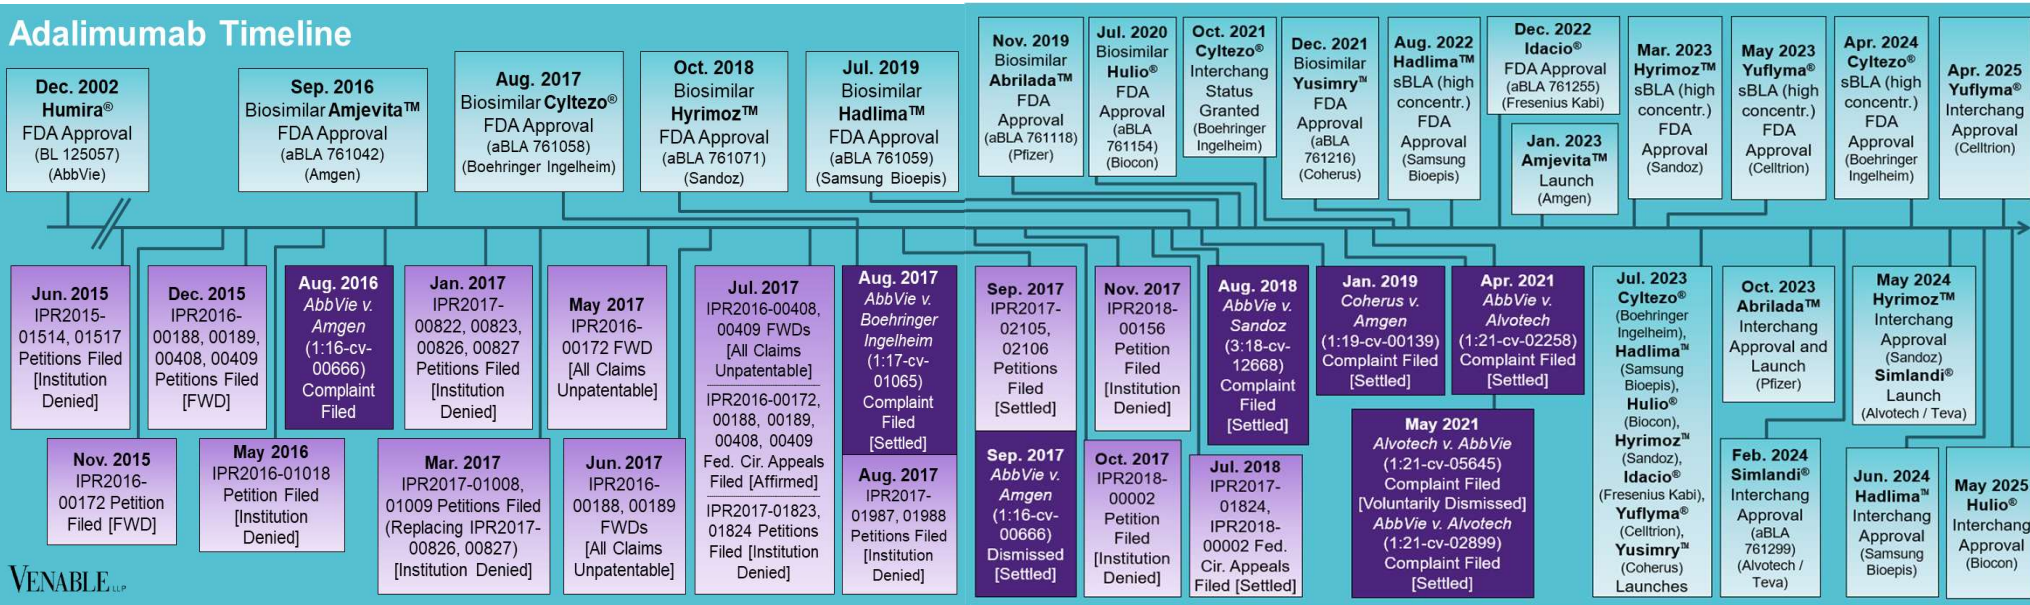 Adalimumab Timeline
Dec. 2002
Humira®
FDA Approval
(BL 125057)
(AbbVie)
Sep. 2016
Biosimilar Amjevita™
FDA Approval
(aBLA 761042)
(Amgen)
Aug. 2017
Biosimilar Cyltezo®
FDA Approval
(aBLA 761058)
(Boehringer Ingelheim)
Oct. 2018
Biosimilar
Hyrimoz™
FDA Approval
(aBLA 761071)
(Sandoz)
Jul. 2019
Biosimilar
Hadlima™
FDA Approval
(aBLA 761059)
(Samsung Bioepis)
Nov. 2019
Biosimilar
Abrilada™
FDA
Approval
(aBLA 761118)
(Pfizer)
Jul. 2020
Biosimilar
Hulio®
FDA
Approval
(aBLA
761154)
(Biocon)
Oct. 2021
Cyltezo®
Interchang
Status
Granted
(Boehringer
Ingelheim)
Dec. 2021
Biosimilar
Yusimry™
FDA
Approval
(aBLA
761216)
(Coherus)
Aug. 2022
Hadlima™
sBLA (high
concentr.)
FDA
Approval
(Samsung
Bioepis)
Dec. 2022
Idacio®
FDA Approval
(aBLA 761255)
(Fresenius Kabi)
Jan. 2023
Amjevita™
Launch
(Amgen)
Mar. 2023
Hyrimoz™
sBLA (high
concentr.)
FDA
Approval
(Sandoz)
May 2023
Yuflyma®
sBLA (high
concentr.)
FDA
Approval
(Celltrion)
Apr. 2024
Cyltezo®
sBLA (high
concentr.)
FDA
Approval
(Boehringer
Ingelheim)
Apr. 2025
Yuflyma®
Interchang
Approval
(Celltrion)
Jun. 2015
IPR2015-
01514, 01517
Petitions Filed
[Institution
Denied]
Nov. 2015
IPR2016-
00172 Petition
Filed [FWD]
Dec. 2015
IPR2016-
00188, 00189,
00408, 00409
Petitions Filed
[FWD]
May 2016
IPR2016-01018
Petition Filed
[Institution
Denied]
Aug. 2016
AbbVie v.
Amgen
(1:16-cv-
00666)
Complaint
Filed
Jan. 2017
IPR2017-
00822, 00823,
00826, 00827
Petitions Filed
[Institution
Denied]
Mar. 2017
IPR2017-01008,
01009 Petitions Filed
(Replacing IPR2017-
00826, 00827)
[Institution Denied]
May 2017
IPR2016-
00172 FWD
[All Claims
Unpatentable]
Jun. 2017
IPR2016-
00188, 00189
FWDs
[All Claims
Unpatentable]
Jul. 2017
IPR2016-00408,
00409 FWDs
[All Claims
Unpatentable]
IPR2016-00172,
00188, 00189,
00408, 00409
Fed. Cir. Appeals
Filed [Affirmed]
IPR2017-01823,
01824 Petitions
Filed [Institution
Denied]
Aug. 2017
AbbVie v.
Boehringer
Ingelheim
(1:17-cv-
01065)
Complaint
Filed
[Settled]
Aug. 2017
IPR2017-
01987, 01988
Petitions Filed
[Institution
Denied]
Sep. 2017
IPR2017-
02105,
02106
Petitions
Filed
[Settled]
Sep. 2017
AbbVie v.
Amgen
(1:16-cv-
00666)
Dismissed
[Settled]
Nov. 2017
IPR2018-
00156
Petition
Filed
[Institution
Denied]
Oct. 2017
IPR2018-
00002
Petition
Filed
[Institution
Denied]
Aug. 2018
AbbVie v.
Sandoz
(3:18-cv-
12668)
Complaint
Filed
[Settled]
Jul. 2018
IPR2017-
01824,
IPR2018-
00002 Fed.
Cir. Appeals
Filed [Settled]
Jan. 2019
Coherus v.
Amgen
(1:19-cv-00139)
Complaint Filed
[Settled]
Apr. 2021
AbbVie v.
Alvotech
(1:21-cv-02258)
Complaint Filed
[Settled]
May 2021
Alvotech v. AbbVie
(1:21-cv-05645)
Complaint Filed
[Voluntarily Dismissed]
AbbVie v. Alvotech
(1:21-cv-02899)
Complaint Filed
[Settled]
Jul. 2023
Cyltezo®
(Boehringer
Ingelheim),
Hadlima™
(Samsung
Bioepis),
Hulio®
(Biocon),
Hyrimoz™
(Sandoz),
Idacio®
(Fresenius Kabi),
Yuflyma®
(Celltrion),
Yusimry™
(Coherus)
Launches
Oct. 2023
Abrilada™
Interchang
Approval and
Launch
(Pfizer)
Feb. 2024
Simlandi®
Interchang
Approval
(aBLA
761299)
(Alvotech /
Teva)
May 2024
Hyrimoz™
Interchang
Approval
(Sandoz)
Simlandi®
Launch
(Alvotech / Teva)
Jun. 2024
Hadlima™
Interchang
Approval
(Samsung
Bioepis)
May 2025
Hulio®
Interchang
Approval
(Biocon)
VENABLE LLP